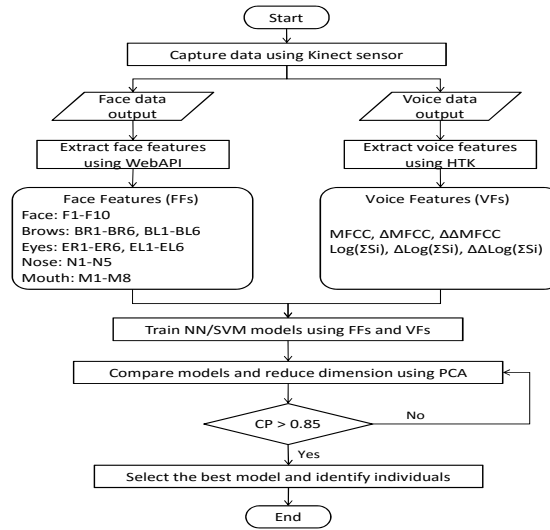 Start
Capture data using Kinect sensor
Face data
output
Voice data
output
Extract face features
using WebAPI
Extract voice features
using HTK
Face Features (FFs)
Face: F1-F10
Brows: BR1-BR6, BL1-BL6
Eyes: ER1-ER6, EL1-EL6
Nose: N1-N5
Mouth: M1-M8
Voice Features (VFs)
MFCC, ΔMFCC, ΔΔMFCC
Log(ΣSi), ΔLog(ΣSi), ΔΔLog(ΣSi)
Train NN/SVM models using FFs and VFs
Compare models and reduce dimension using PCA
CP > 0.85
No
Yes
Select the best model and identify individuals
End